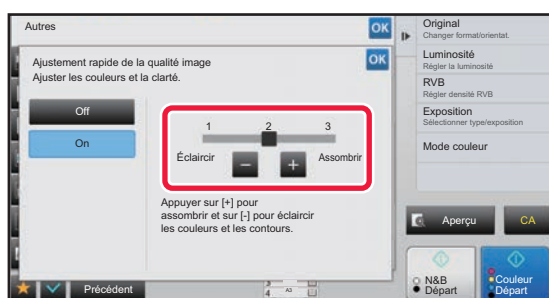 Autres
OK
Ajustement rapide de la qualité image
Ajuster les couleurs et la clarté.
OK
Off
On
1 2 3
Éclaircir - + Assombrir
Appuyer sur [+] pour
assombrir et sur [-] pour éclaircir
les couleurs et les contours.
Précédent
3
4 A3
Original
Changer format/orientat.
Luminosité
Régler la luminosité
RVB
Régler densité RVB
Exposition
Sélectionner type/exposition
Mode couleur
Aperçu
CA
N&B
Départ
Couleur
Départ